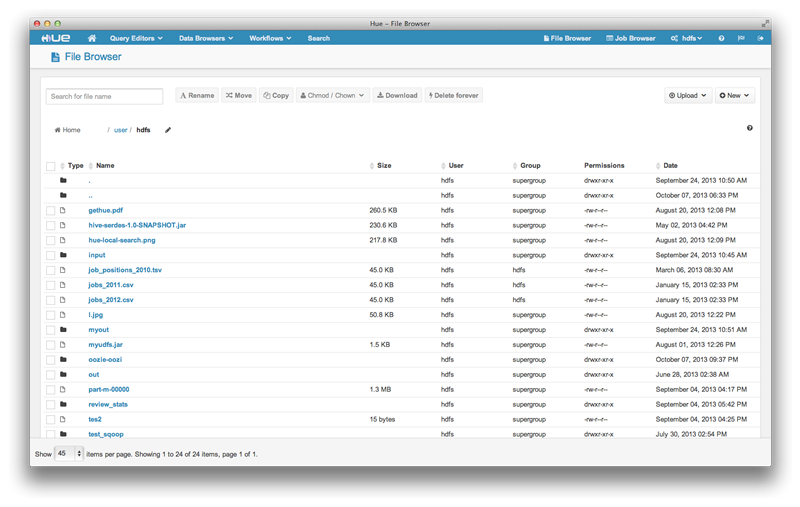 Hue – File Browser
HUE Query Editors Data Browsers Workflows Search File Browser Job Browser hdfs
File Browser
Search for file name Rename Move Copy Chmod / Chown Download Delete forever Upload New
Home / user / hdfs
Type Name Size User Group Permissions Date
. hdfs supergroup drwxr-xr-x September 24, 2013 10:50 AM
.. hdfs supergroup drwxr-xr-x October 07, 2013 06:33 PM
gethue.pdf 260.5 KB hdfs supergroup -rw-r--r-- August 20, 2013 12:08 PM
hive-serdes-1.0-SNAPSHOT.jar 230.6 KB hdfs supergroup -rw-r--r-- May 02, 2013 04:42 PM
hue-local-search.png 217.8 KB hdfs supergroup -rw-r--r-- August 20, 2013 12:09 PM
input hdfs supergroup drwxr-xr-x September 24, 2013 10:45 AM
job_positions_2010.tsv 45.0 KB hdfs hdfs -rw-r--r-- March 06, 2013 08:30 AM
jobs_2011.csv 45.0 KB hdfs hdfs -rw-r--r-- January 15, 2013 02:33 PM
jobs_2012.csv 45.0 KB hdfs hdfs -rw-r--r-- January 15, 2013 02:33 PM
l.jpg 50.8 KB hdfs supergroup -rw-r--r-- August 20, 2013 12:22 PM
myout hdfs supergroup drwxr-xr-x September 24, 2013 10:51 AM
myudfs.jar 1.5 KB hdfs supergroup -rw-r--r-- August 01, 2013 12:26 PM
oozie-oozi hdfs supergroup drwxr-xr-x October 07, 2013 09:37 PM
out hdfs supergroup drwxr-xr-x June 28, 2013 02:38 AM
part-m-00000 1.3 MB hdfs supergroup -rw-r--r-- September 04, 2013 04:17 PM
review_stats hdfs supergroup drwxr-xr-x September 04, 2013 05:42 PM
tes2 15 bytes hdfs supergroup -rw-r--r-- September 04, 2013 04:25 PM
test_sqoop hdfs supergroup drwxr-xr-x July 30, 2013 02:54 PM
Show 45 items per page. Showing 1 to 24 of 24 items, page 1 of 1.